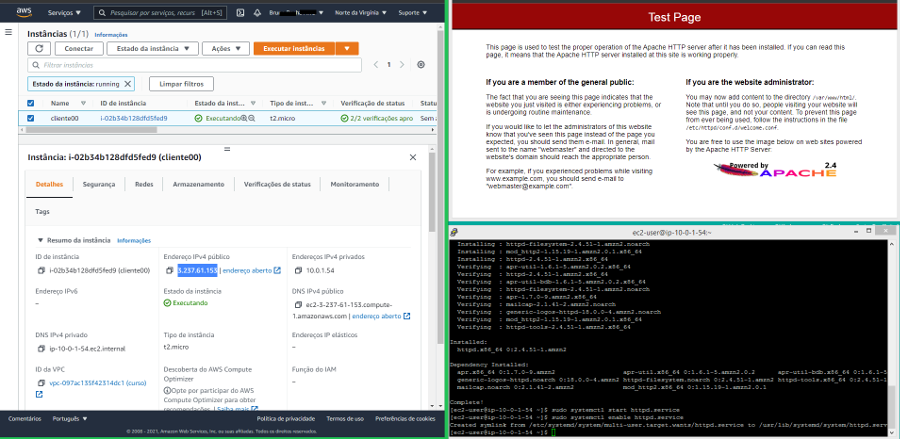 aws
Serviços
Pesquisar por serviços, recurs [Alt+S]
Norte da Virgínia
Suporte
Instâncias (1/1) Informações
Conectar
Estado da instância
Ações
Executar instâncias
Filtrar instâncias
1
Estado da instância: running
Limpar filtros
Name
ID de instância
Estado da inst...
Tipo de inst...
Verificação de status
Status
cliente00
i-02b34b128dfd5fed9
Executando
t2.micro
2/2 verificações apro
Sem a
Instância: i-02b34b128dfd5fed9 (cliente00)
Detalhes
Segurança
Redes
Armazenamento
Verificações de status
Monitoramento
Tags
Resumo da instância Informações
ID de instância
i-02b34b128dfd5fed9 (cliente00)
Endereço IPv4 público
3.237.61.153 | endereço aberto
Endereços IPv4 privados
10.0.1.54
Endereço IPv6
–
Estado da instância
Executando
DNS IPv4 público
ec2-3-237-61-153.compute-
1.amazonaws.com | endereço aberto
DNS IPv4 privado
ip-10-0-1-54.ec2.internal
Tipo de instância
t2.micro
Endereços IP elásticos
–
ID da VPC
vpc-097ac135f42314dc1 (curso)
Descoberta do AWS Compute
Optimizer
Opte por participar do AWS
Compute Optimizer para obter
recomendações. | Saiba mais
Função do IAM
–
Comentários
Português
Política de privacidade
Termos de uso
Preferências de cookies
© 2008 - 2021, Amazon Web Services, Inc. ou suas afiliadas. Todos os direitos reservados.
Test Page
This page is used to test the proper operation of the Apache HTTP server after it has been installed. If you can read this
page, it means that the Apache HTTP server installed at this site is working properly.
If you are a member of the general public:
The fact that you are seeing this page indicates that the
website you just visited is either experiencing problems, or
is undergoing routine maintenance.
If you would like to let the administrators of this website
know that you've seen this page instead of the page you
expected, you should send them e-mail. In general, mail
sent to the name "webmaster" and directed to the
website's domain should reach the appropriate person.
For example, if you experienced problems while visiting
www.example.com, you should send e-mail to
"webmaster@example.com".
If you are the website administrator:
You may now add content to the directory /var/www/html/.
Note that until you do so, people visiting your website will
see this page, and not your content. To prevent this page
from ever being used, follow the instructions in the file
/etc/httpd/conf.d/welcome.conf.
You are free to use the image below on web sites powered
by the Apache HTTP Server:
Powered by
APACHE
2.4
ec2-user@ip-10-0-1-54:~
Installing : httpd-filesystem-2.4.51-1.amzn2.noarch
Installing : mod_http2-1.15.19-1.amzn2.0.1.x86_64
Installing : httpd-2.4.51-1.amzn2.x86_64
Verifying : apr-util-1.6.1-5.amzn2.0.2.x86_64
Verifying : httpd-2.4.51-1.amzn2.x86_64
Verifying : apr-util-bdb-1.6.1-5.amzn2.0.2.x86_64
Verifying : httpd-filesystem-2.4.51-1.amzn2.noarch
Verifying : apr-1.7.0-9.amzn2.x86_64
Verifying : mailcap-2.1.41-2.amzn2.noarch
Verifying : generic-logos-httpd-18.0.0-4.amzn2.noarch
Verifying : mod_http2-1.15.19-1.amzn2.0.1.x86_64
Verifying : httpd-tools-2.4.51-1.amzn2.x86_64
Installed:
httpd.x86_64 0:2.4.51-1.amzn2
Dependency Installed:
apr.x86_64 0:1.7.0-9.amzn2 apr-util.x86_64 0:1.6.1-5.amzn2.0.2 apr-util-bdb.x86_64 0:1.6.1-5
generic-logos-httpd.noarch 0:18.0.0-4.amzn2 httpd-filesystem.noarch 0:2.4.51-1.amzn2 httpd-tools.x86_64 0:2.4.51-1
mailcap.noarch 0:2.1.41-2.amzn2 mod_http2.x86_64 0:1.15.19-1.amzn2.0.1
Complete!
[ec2-user@ip-10-0-1-54 ~]$ sudo systemctl start httpd.service
[ec2-user@ip-10-0-1-54 ~]$ sudo systemctl enable httpd.service
Created symlink from /etc/systemd/system/multi-user.target.wants/httpd.service to /usr/lib/systemd/system/httpd.serv
[ec2-user@ip-10-0-1-54 ~]$